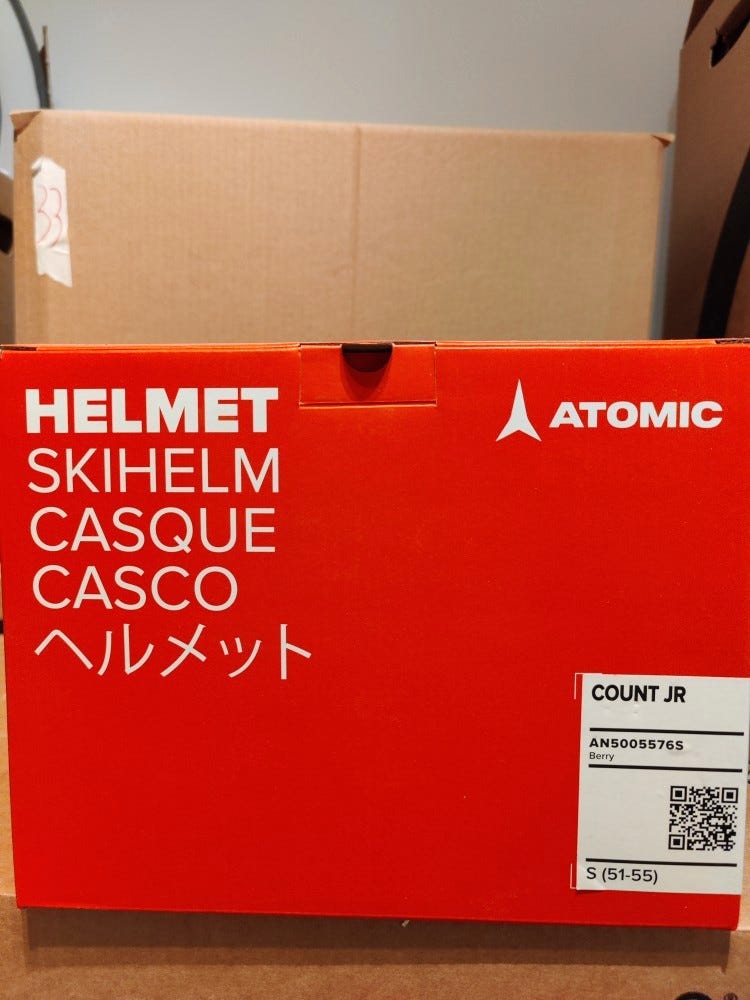 33
HELMET
SKIHELM
CASQUE
CASCO
ヘルメット
ATOMIC
COUNT JR
AN5005576S
Berry
S (51-55)